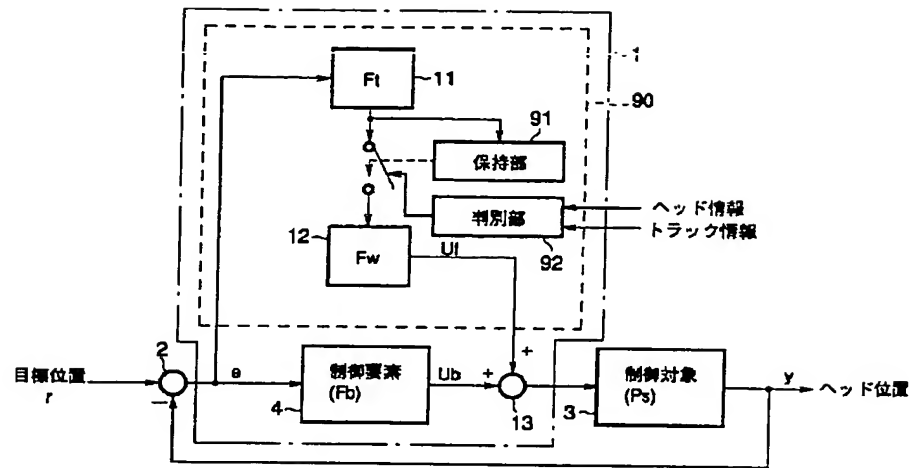 Ft
11
1
90
91
保持部
判別部
92
ヘッド情報
トラック情報
12
Fw
Uf
目標位置
r
2
−
e
制御要素
(Fb)
4
Ub
+
+
13
制御対象
(Ps)
3
y
ヘッド位置